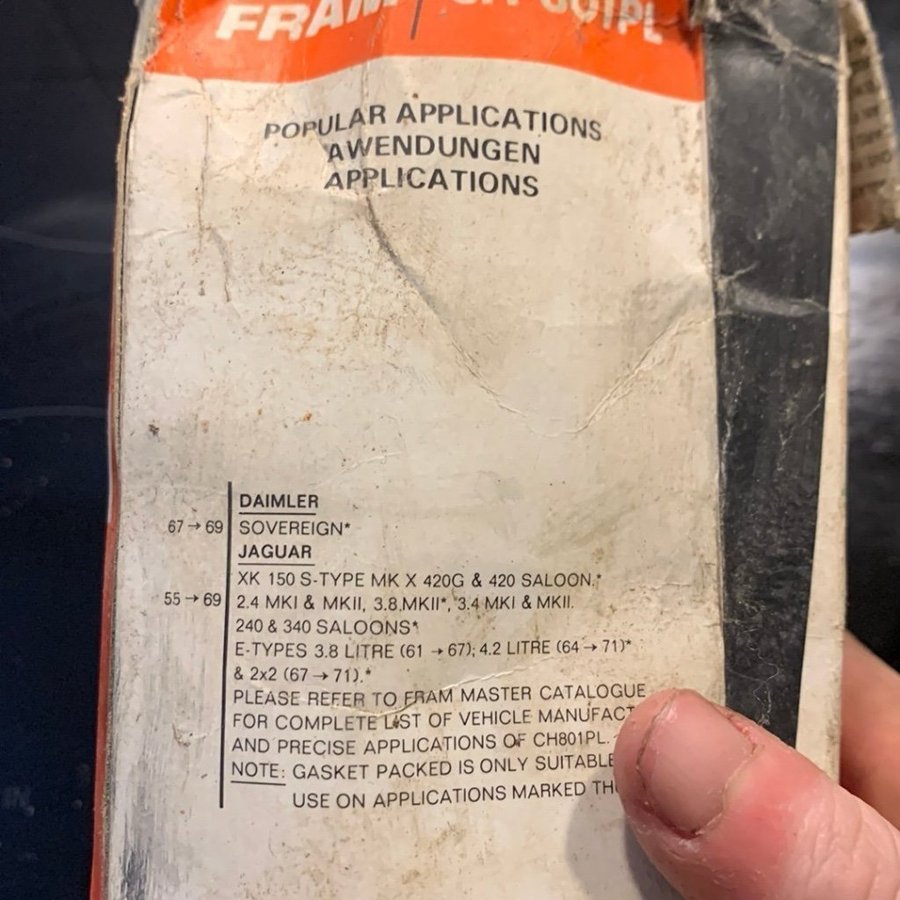 FRAM
POPULAR APPLICATIONS
AWENDUNGEN
APPLICATIONS
DAIMLER
67 → 69 SOVEREIGN*
JAGUAR
XK 150 S-TYPE MK X 420G & 420 SALOON.*
55 → 69 2.4 MKI & MKII, 3.8.MKII*, 3.4 MKI & MKII.
240 & 340 SALOONS*
E-TYPES 3.8 LITRE (61 → 67); 4.2 LITRE (64 → 71)*
& 2x2 (67 → 71).*
PLEASE REFER TO FRAM MASTER CATALOGUE
FOR COMPLETE LIST OF VEHICLE MANUFACT
AND PRECISE APPLICATIONS OF CH801PL.
NOTE: GASKET PACKED IS ONLY SUITABLE
USE ON APPLICATIONS MARKED